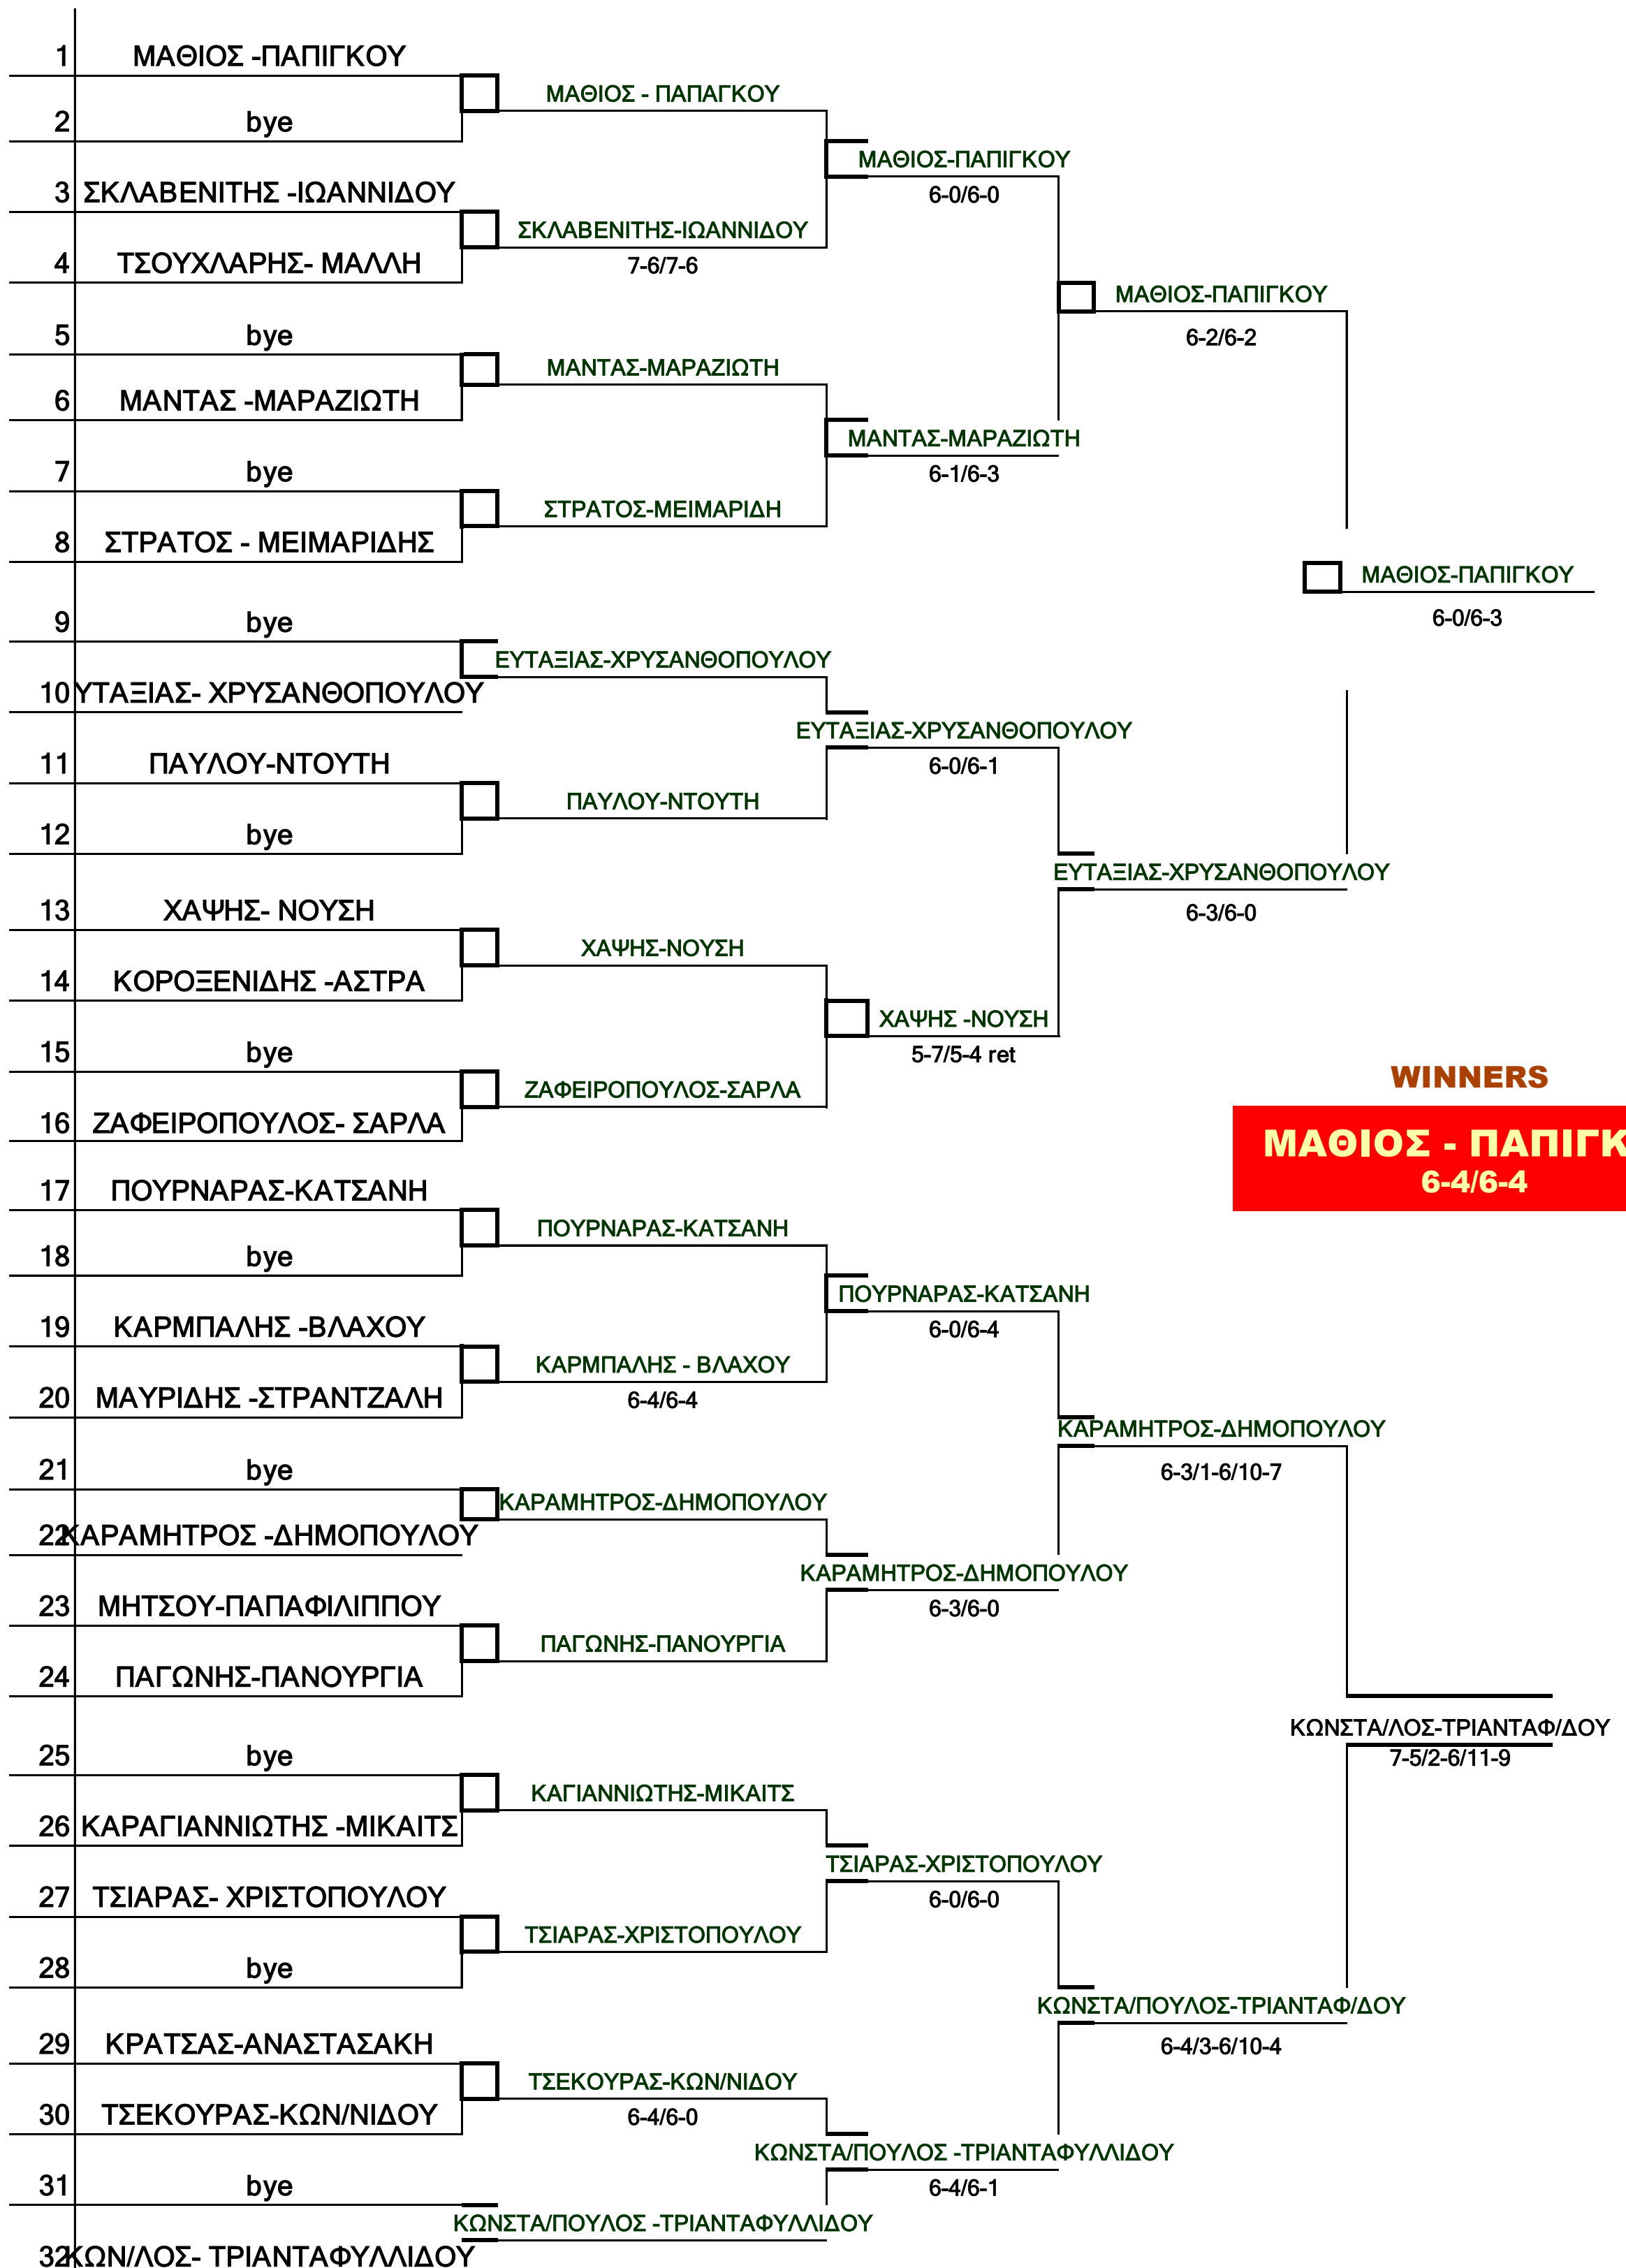 1 ΜΑΘΙΟΣ -ΠΑΠΙΓΚΟΥ
ΜΑΘΙΟΣ - ΠΑΠΑΓΚΟΥ
2 bye
ΜΑΘΙΟΣ-ΠΑΠΙΓΚΟΥ
3 ΣΚΛΑΒΕΝΙΤΗΣ -ΙΩΑΝΝΙΔΟΥ
6-0/6-0
ΣΚΛΑΒΕΝΙΤΗΣ-ΙΩΑΝΝΙΔΟΥ
4 ΤΣΟΥΧΛΑΡΗΣ- ΜΑΛΛΗ
7-6/7-6
ΜΑΘΙΟΣ-ΠΑΠΙΓΚΟΥ
5 bye
6-2/6-2
ΜΑΝΤΑΣ-ΜΑΡΑΖΙΩΤΗ
6 ΜΑΝΤΑΣ -ΜΑΡΑΖΙΩΤΗ
ΜΑΝΤΑΣ-ΜΑΡΑΖΙΩΤΗ
7 bye
6-1/6-3
ΣΤΡΑΤΟΣ-ΜΕΙΜΑΡΙΔΗ
8 ΣΤΡΑΤΟΣ - ΜΕΙΜΑΡΙΔΗΣ
ΜΑΘΙΟΣ-ΠΑΠΙΓΚΟΥ
6-0/6-3
9 bye
ΕΥΤΑΞΙΑΣ-ΧΡΥΣΑΝΘΟΠΟΥΛΟΥ
10 ΥΤΑΞΙΑΣ- ΧΡΥΣΑΝΘΟΠΟΥΛΟΥ
ΕΥΤΑΞΙΑΣ-ΧΡΥΣΑΝΘΟΠΟΥΛΟΥ
11 ΠΑΥΛΟΥ-ΝΤΟΥΤΗ
6-0/6-1
ΠΑΥΛΟΥ-ΝΤΟΥΤΗ
12 bye
ΕΥΤΑΞΙΑΣ-ΧΡΥΣΑΝΘΟΠΟΥΛΟΥ
13 ΧΑΨΗΣ- ΝΟΥΣΗ
6-3/6-0
ΧΑΨΗΣ-ΝΟΥΣΗ
14 ΚΟΡΟΞΕΝΙΔΗΣ -ΑΣΤΡΑ
ΧΑΨΗΣ -ΝΟΥΣΗ
15 bye
5-7/5-4 ret
WINNERS
ΖΑΦΕΙΡΟΠΟΥΛΟΣ-ΣΑΡΛΑ
16 ΖΑΦΕΙΡΟΠΟΥΛΟΣ- ΣΑΡΛΑ
ΜΑΘΙΟΣ - ΠΑΠΙΓΚ
6-4/6-4
17 ΠΟΥΡΝΑΡΑΣ-ΚΑΤΣΑΝΗ
ΠΟΥΡΝΑΡΑΣ-ΚΑΤΣΑΝΗ
18 bye
ΠΟΥΡΝΑΡΑΣ-ΚΑΤΣΑΝΗ
19 ΚΑΡΜΠΑΛΗΣ -ΒΛΑΧΟΥ
6-0/6-4
ΚΑΡΜΠΑΛΗΣ - ΒΛΑΧΟΥ
20 ΜΑΥΡΙΔΗΣ -ΣΤΡΑΝΤΖΑΛΗ
6-4/6-4
ΚΑΡΑΜΗΤΡΟΣ-ΔΗΜΟΠΟΥΛΟΥ
21 bye
6-3/1-6/10-7
ΚΑΡΑΜΗΤΡΟΣ-ΔΗΜΟΠΟΥΛΟΥ
22 ΚΑΡΑΜΗΤΡΟΣ -ΔΗΜΟΠΟΥΛΟΥ
ΚΑΡΑΜΗΤΡΟΣ-ΔΗΜΟΠΟΥΛΟΥ
23 ΜΗΤΣΟΥ-ΠΑΠΑΦΙΛΙΠΠΟΥ
6-3/6-0
ΠΑΓΩΝΗΣ-ΠΑΝΟΥΡΓΙΑ
24 ΠΑΓΩΝΗΣ-ΠΑΝΟΥΡΓΙΑ
ΚΩΝΣΤΑ/ΛΟΣ-ΤΡΙΑΝΤΑΦ/ΔΟΥ
7-5/2-6/11-9
25 bye
ΚΑΓΙΑΝΝΙΩΤΗΣ-ΜΙΚΑΙΤΣ
26 ΚΑΡΑΓΙΑΝΝΙΩΤΗΣ -ΜΙΚΑΙΤΣ
ΤΣΙΑΡΑΣ-ΧΡΙΣΤΟΠΟΥΛΟΥ
27 ΤΣΙΑΡΑΣ- ΧΡΙΣΤΟΠΟΥΛΟΥ
6-0/6-0
ΤΣΙΑΡΑΣ-ΧΡΙΣΤΟΠΟΥΛΟΥ
28 bye
ΚΩΝΣΤΑ/ΠΟΥΛΟΣ-ΤΡΙΑΝΤΑΦ/ΔΟΥ
29 ΚΡΑΤΣΑΣ-ΑΝΑΣΤΑΣΑΚΗ
6-4/3-6/10-4
ΤΣΕΚΟΥΡΑΣ-ΚΩΝ/ΝΙΔΟΥ
30 ΤΣΕΚΟΥΡΑΣ-ΚΩΝ/ΝΙΔΟΥ
6-4/6-0
ΚΩΝΣΤΑ/ΠΟΥΛΟΣ -ΤΡΙΑΝΤΑΦΥΛΛΙΔΟΥ
31 bye
6-4/6-1
ΚΩΝΣΤΑ/ΠΟΥΛΟΣ -ΤΡΙΑΝΤΑΦΥΛΛΙΔΟΥ
32 ΚΩΝ/ΛΟΣ- ΤΡΙΑΝΤΑΦΥΛΛΙΔΟΥ